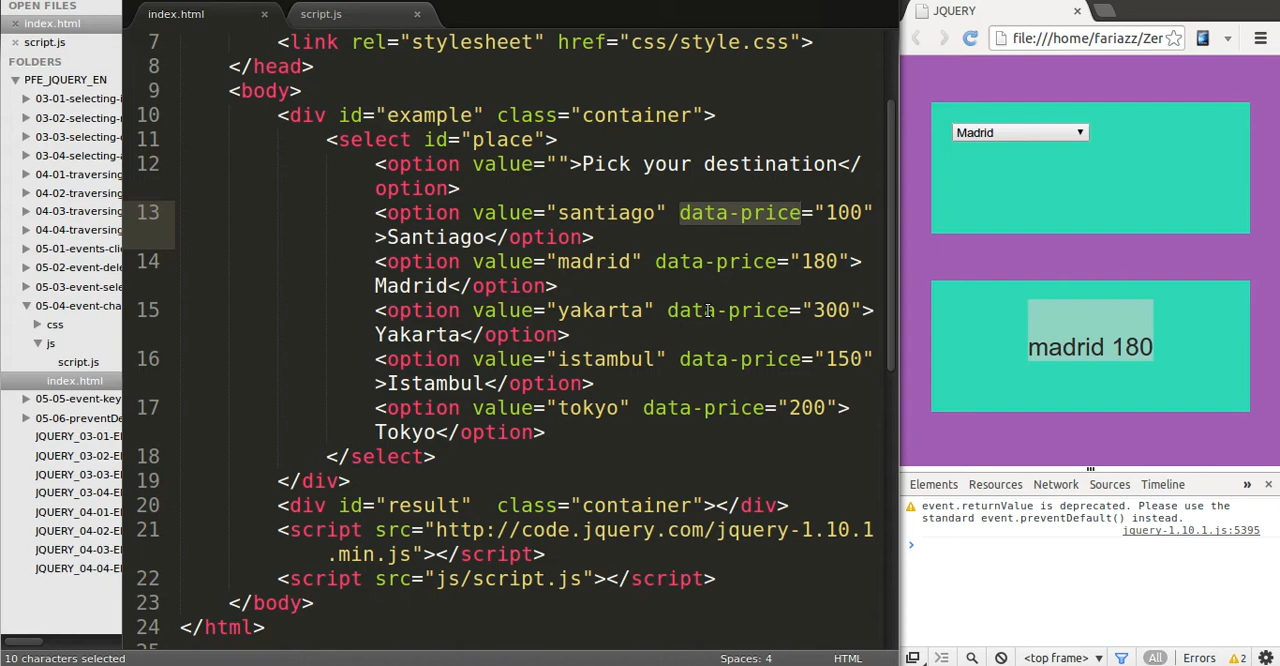 OPEN FILES
index.html
script.js
FOLDERS
PFE_JQUERY_EN
03-01-selecting-i
03-02-selecting-
03-03-selecting-
03-04-selecting-a
04-01-traversing
04-02-traversing
04-03-traversing
04-04-traversing
05-01-events-cli
05-02-event-dele
05-03-event-sele
05-04-event-cha
css
js
script.js
index.html
05-05-event-key
05-06-preventDe
JQUERY_03-01-E
JQUERY_03-02-E
JQUERY_03-03-E
JQUERY_03-04-E
JQUERY_04-01-E
JQUERY_04-02-E
JQUERY_04-03-E
JQUERY_04-04-E
index.html × script.js ×
7 <link rel="stylesheet" href="css/style.css">
8 </head>
9 <body>
10 <div id="example" class="container">
11 <select id="place">
12 <option value="">Pick your destination</
option>
13 <option value="santiago" data-price="100"
>Santiago</option>
14 <option value="madrid" data-price="180">
Madrid</option>
15 <option value="yakarta" data-price="300">
Yakarta</option>
16 <option value="istambul" data-price="150"
>Istambul</option>
17 <option value="tokyo" data-price="200">
Tokyo</option>
18 </select>
19 </div>
20 <div id="result" class="container"></div>
21 <script src="http://code.jquery.com/jquery-1.10.1
.min.js"></script>
22 <script src="js/script.js"></script>
23 </body>
24 </html>
10 characters selected Spaces: 4 HTML
JQUERY
file:///home/fariazz/Zer
Madrid
madrid 180
Elements Resources Network Sources Timeline »
event.returnValue is deprecated. Please use the
standard event.preventDefault() instead.
jquery-1.10.1.js:5395
<top frame> All Errors 2